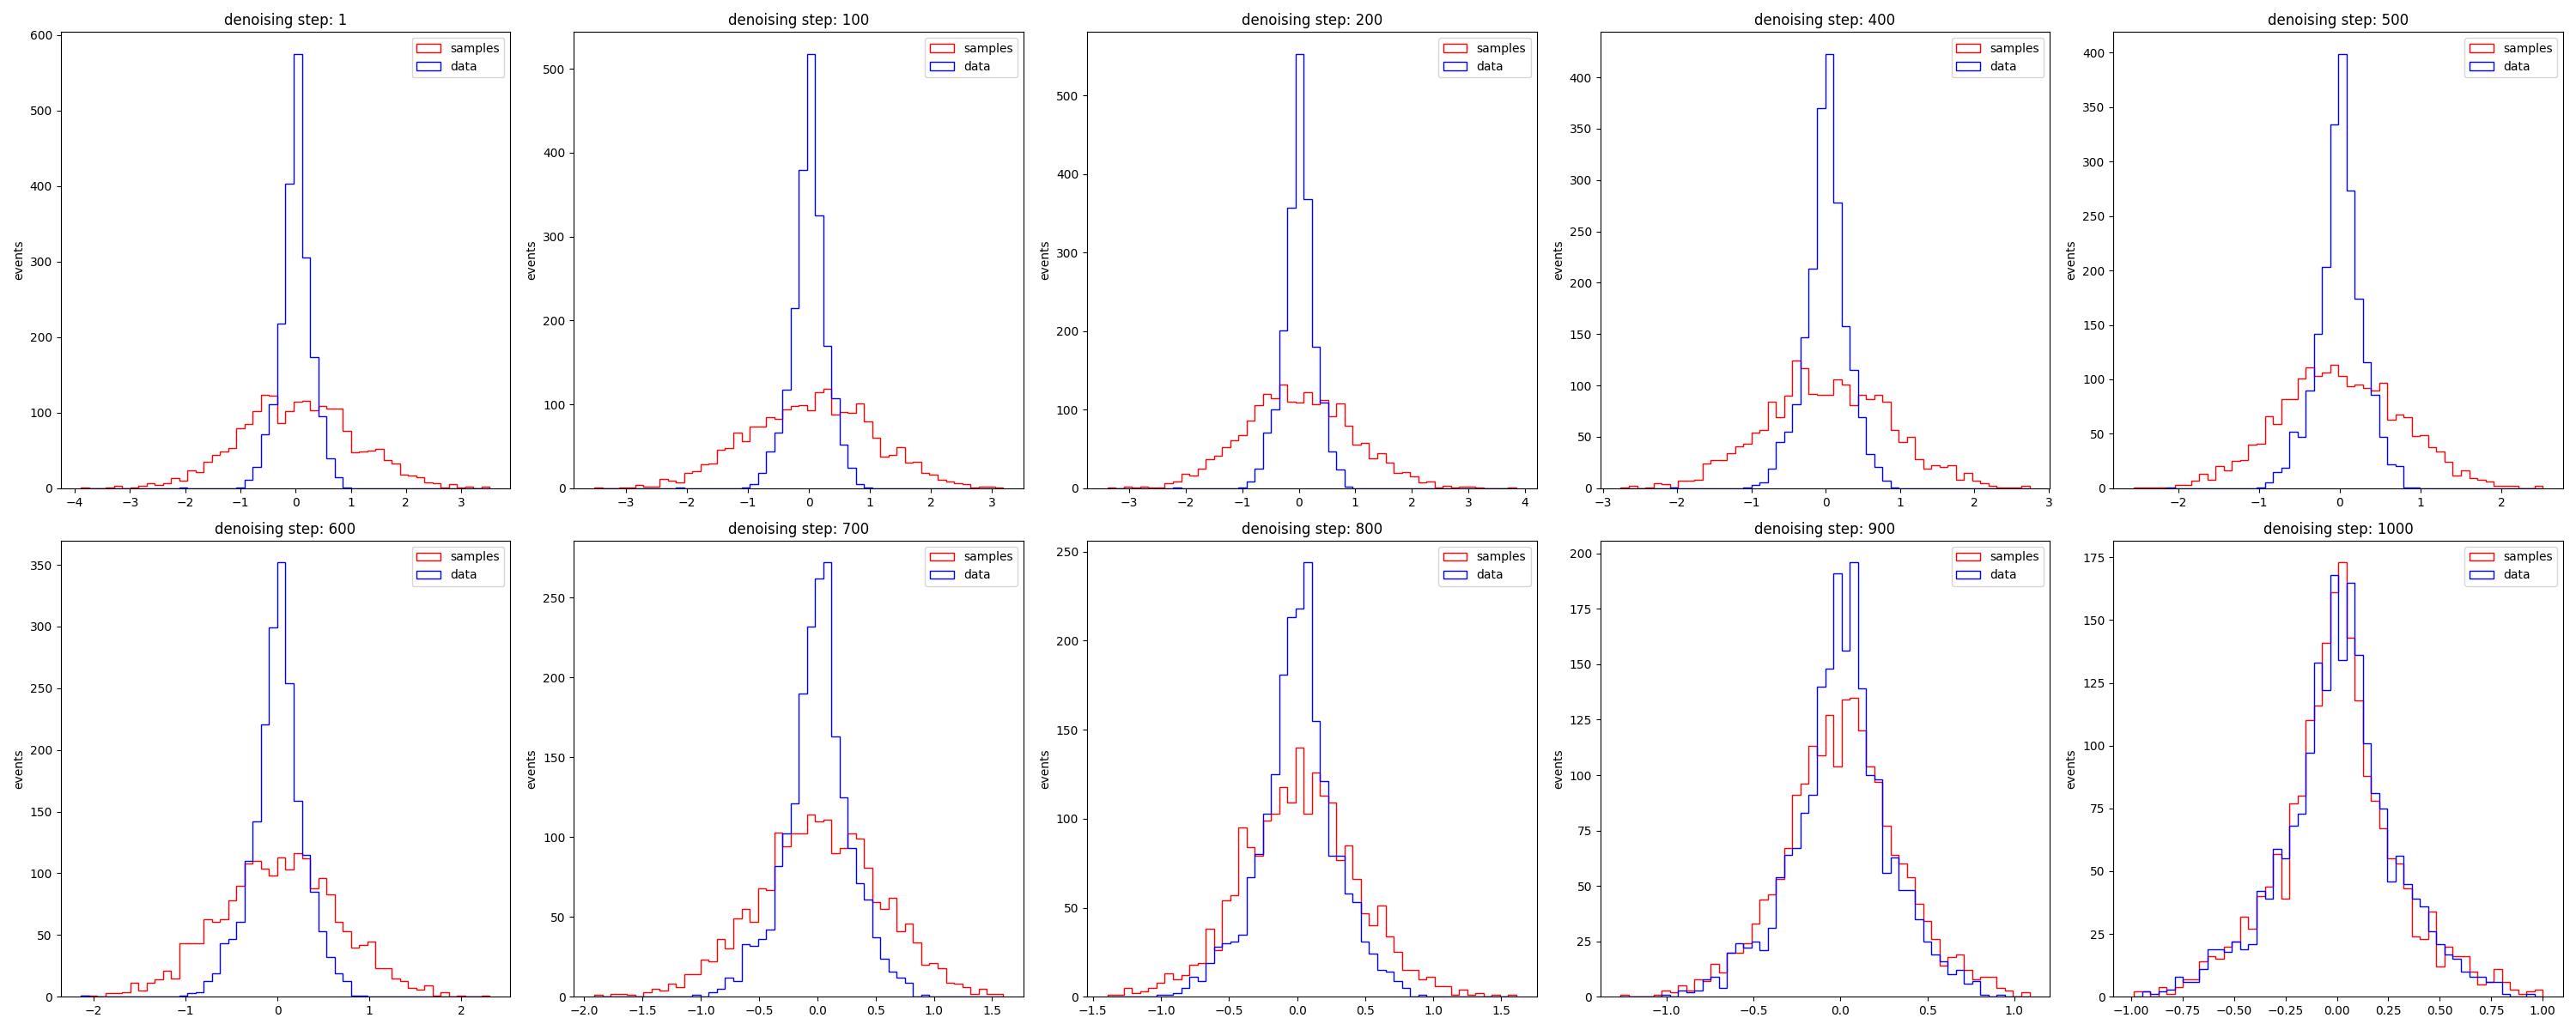 denoising step: 1
events
600
500
400
300
200
100
0
−4 −3 −2 −1 0 1 2 3
samples
data
denoising step: 100
events
500
400
300
200
100
0
−3 −2 −1 0 1 2 3
samples
data
denoising step: 200
events
500
400
300
200
100
0
−3 −2 −1 0 1 2 3 4
samples
data
denoising step: 400
events
400
350
300
250
200
150
100
50
0
−3 −2 −1 0 1 2 3
samples
data
denoising step: 500
events
400
350
300
250
200
150
100
50
0
−2 −1 0 1 2
samples
data
denoising step: 600
events
350
300
250
200
150
100
50
0
−2 −1 0 1 2
samples
data
denoising step: 700
events
250
200
150
100
50
0
−2.0 −1.5 −1.0 −0.5 0.0 0.5 1.0 1.5
samples
data
denoising step: 800
events
250
200
150
100
50
0
−1.5 −1.0 −0.5 0.0 0.5 1.0 1.5
samples
data
denoising step: 900
events
200
175
150
125
100
75
50
25
0
−1.0 −0.5 0.0 0.5 1.0
samples
data
denoising step: 1000
events
175
150
125
100
75
50
25
0
−1.00 −0.75 −0.50 −0.25 0.00 0.25 0.50 0.75 1.00
samples
data